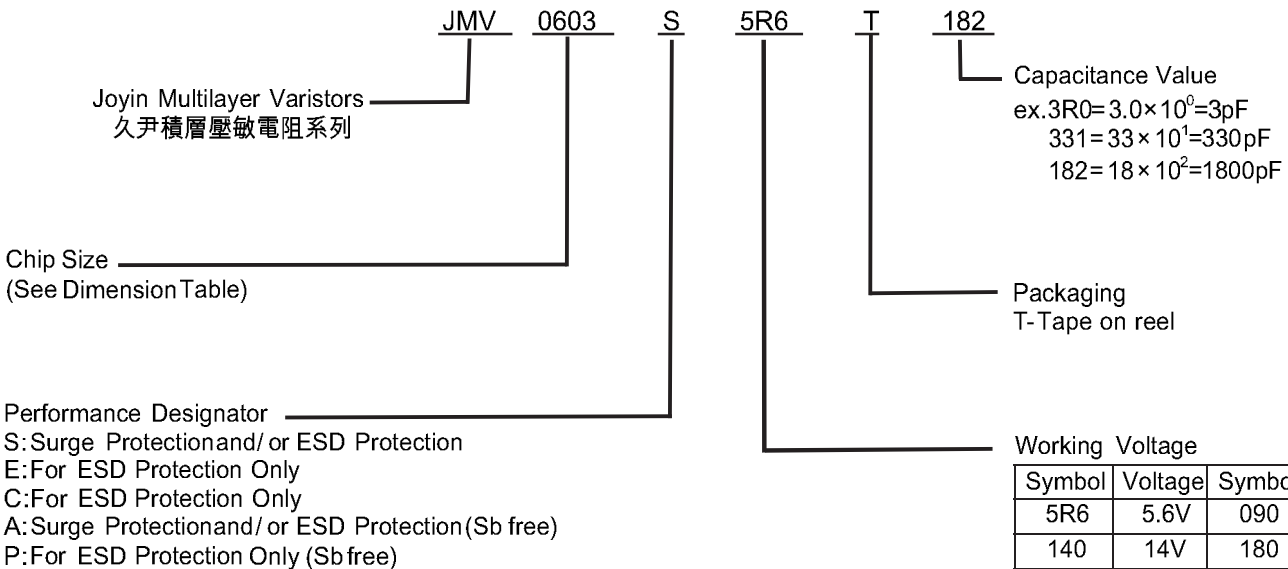 JMV 0603 S 5R6 T 182
Joyin Multilayer Varistors
久尹積層壓敏電阻系列
Capacitance Value
ex.3R0=3.0×10⁰=3pF
331=33×10¹=330pF
182=18×10²=1800pF
Chip Size
(See Dimension Table)
Packaging
T-Tape on reel
Performance Designator
S:Surge Protectionand/ or ESD Protection
E:For ESD Protection Only
C:For ESD Protection Only
A:Surge Protectionand/ or ESD Protection(Sb free)
P:For ESD Protection Only (Sb free)
Working Voltage
Symbol Voltage
5R6 5.6V 090
140 14V 180